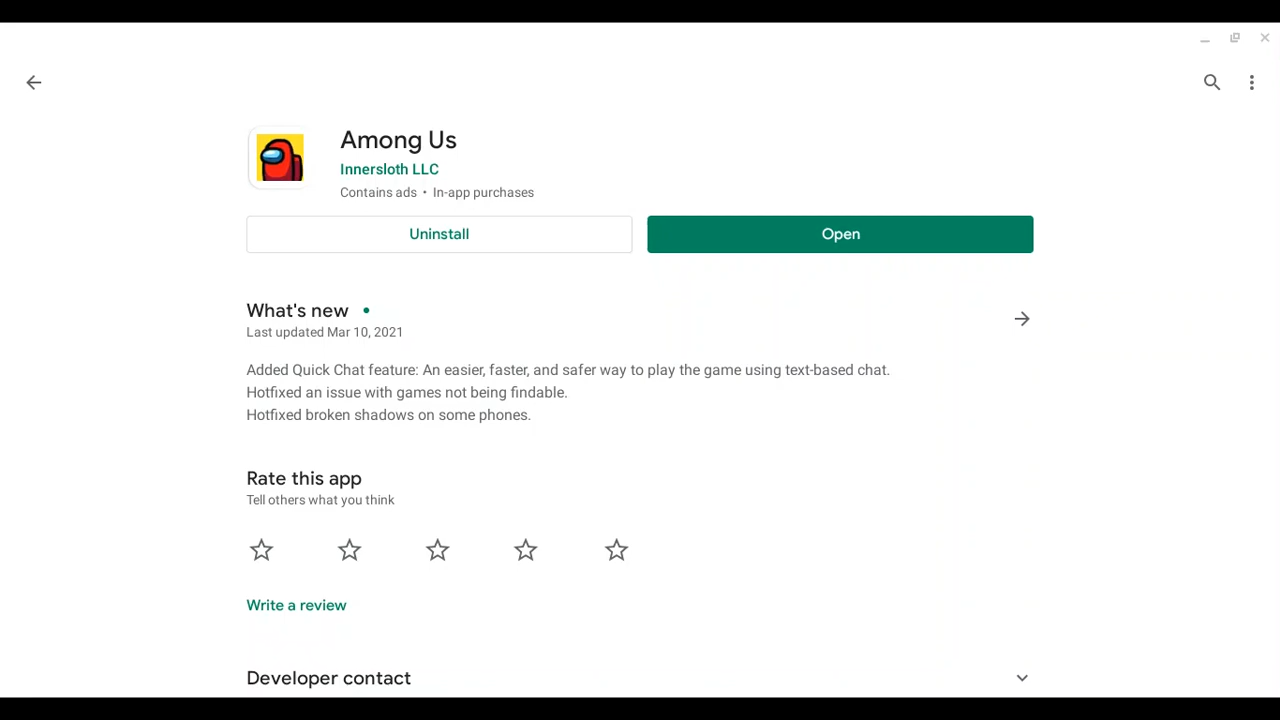 Among Us
Innersloth LLC
Contains ads • In-app purchases
Uninstall
Open
What's new •
Last updated Mar 10, 2021
Added Quick Chat feature: An easier, faster, and safer way to play the game using text-based chat.
Hotfixed an issue with games not being findable.
Hotfixed broken shadows on some phones.
Rate this app
Tell others what you think
Write a review
Developer contact